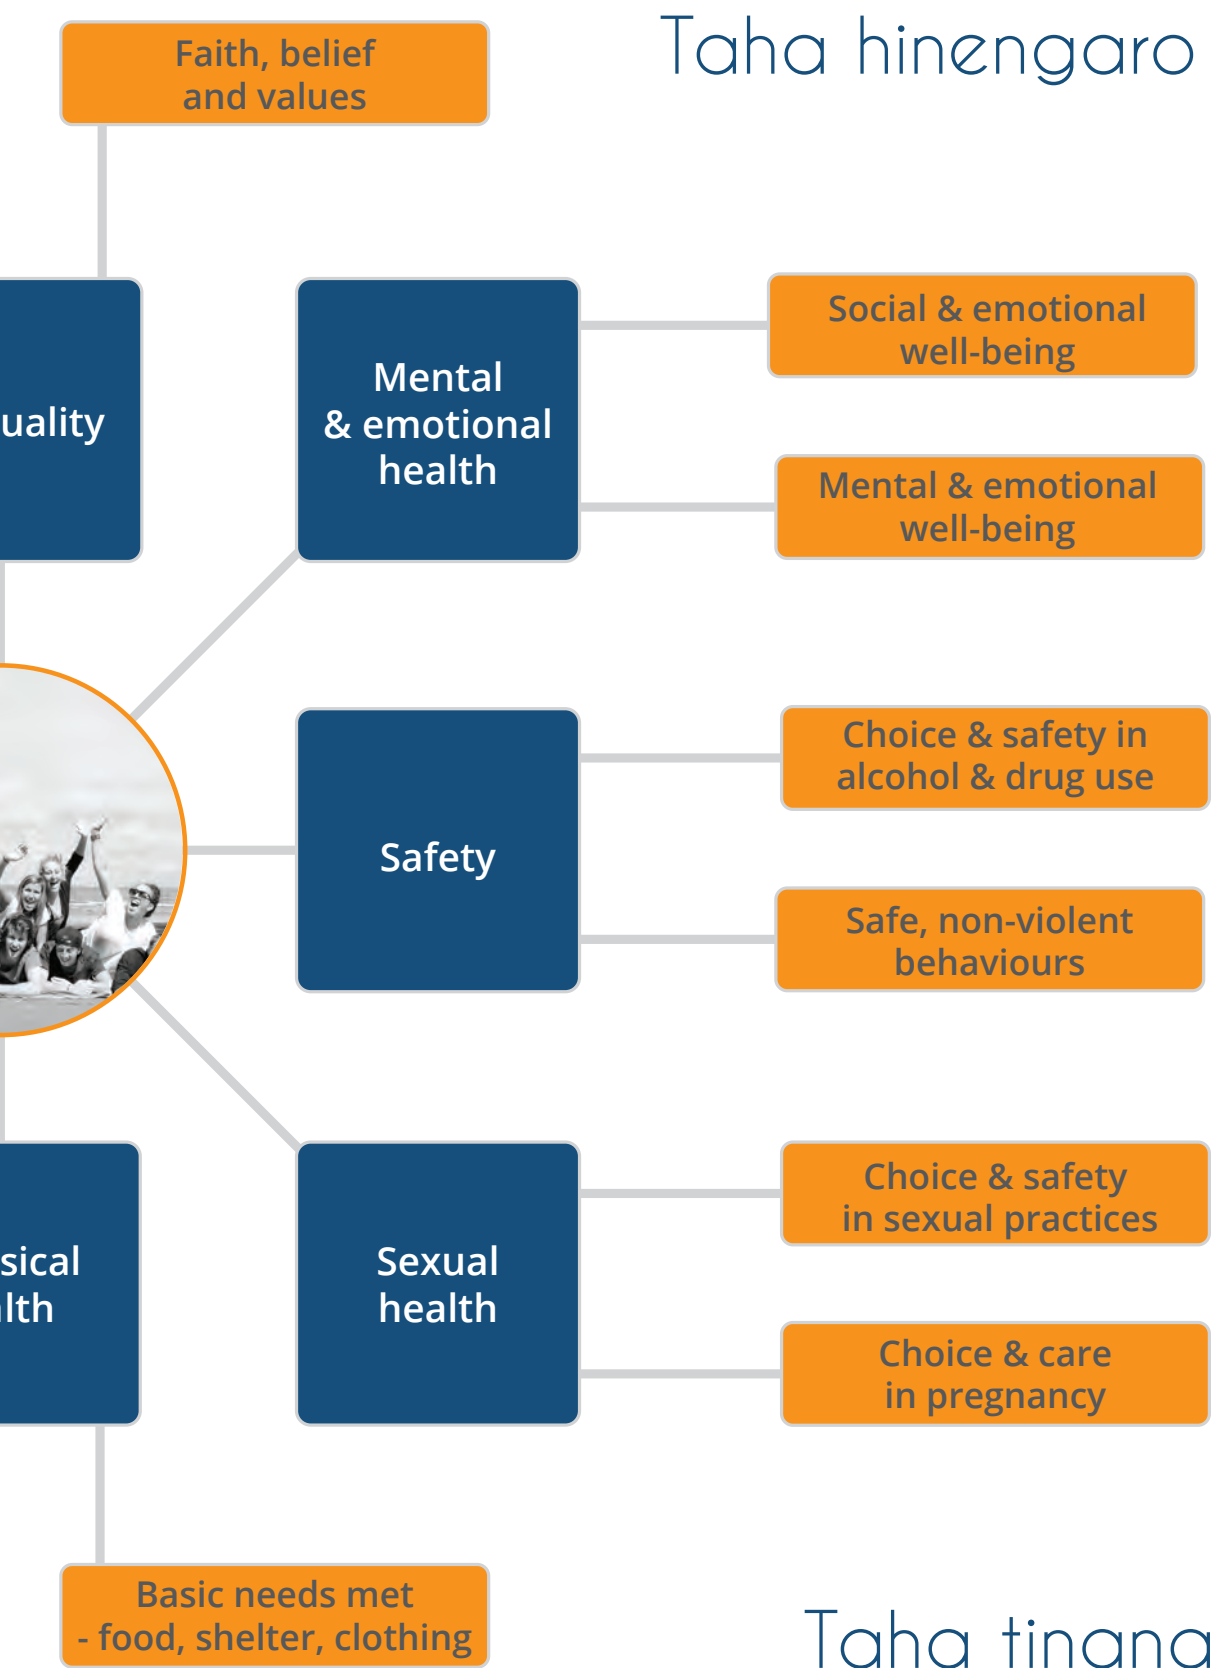 Taha hinengaro
Faith, belief
and values
uality
Mental
& emotional
health
Social & emotional
well-being
Mental & emotional
well-being
Safety
Choice & safety in
alcohol & drug use
Safe, non-violent
behaviours
sical
lth
Sexual
health
Choice & safety
in sexual practices
Choice & care
in pregnancy
Basic needs met
- food, shelter, clothing
Taha tinana